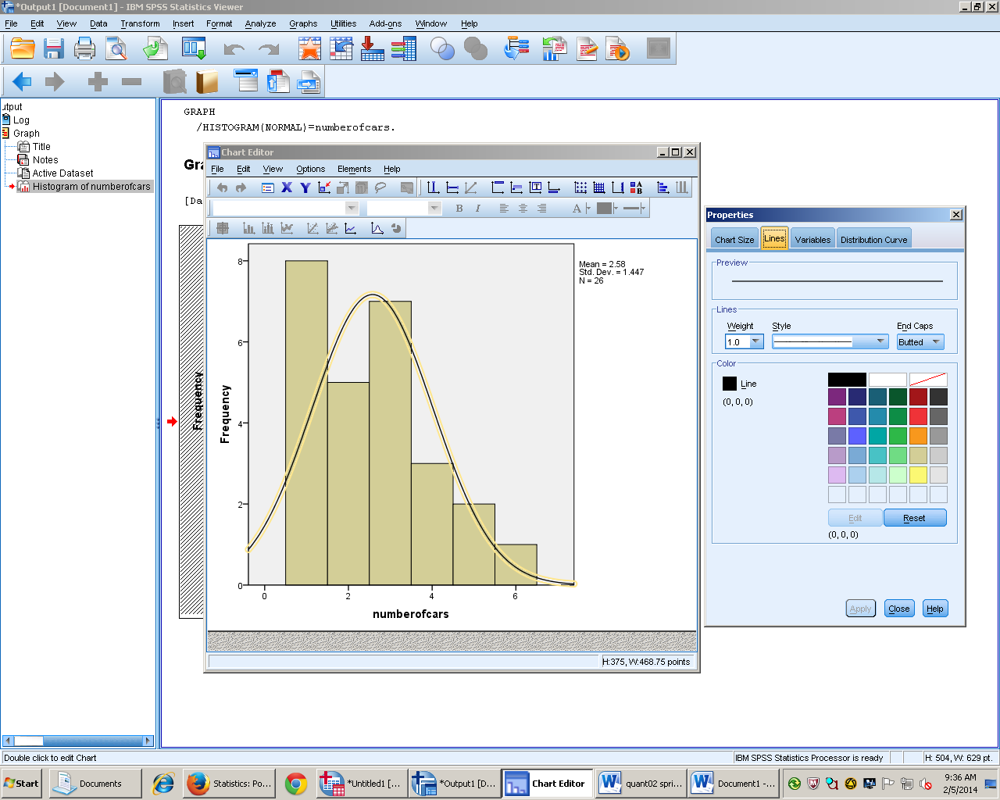 *Output1 [Document1] - IBM SPSS Statistics Viewer
File Edit View Data Transform Insert Format Analyze Graphs Utilities Add-ons Window Help
utput
Log
Graph
Title
Notes
Active Dataset
Histogram of numberofcars
GRAPH
/HISTOGRAM(NORMAL)=numberofcars.
Gra
[Da
Frequency
Chart Editor
File Edit View Options Elements Help
X Y
B I A
Mean = 2.58
Std. Dev. = 1.447
N = 26
8
6
4
2
0
Frequency
0 2 4 6
numberofcars
H:375, W:468.75 points
Properties
Chart Size Lines Variables Distribution Curve
Preview
Lines
Weight Style End Caps
1.0 Butted
Color
Line
(0, 0, 0)
Edit Reset
(0, 0, 0)
Apply Close Help
Double click to edit Chart
IBM SPSS Statistics Processor is ready H: 504, W: 629 pt.
Start Documents Statistics: Po... *Untitled1 [... *Output1 [D... Chart Editor quant02 spri... Document1 -...
9:36 AM
2/5/2014